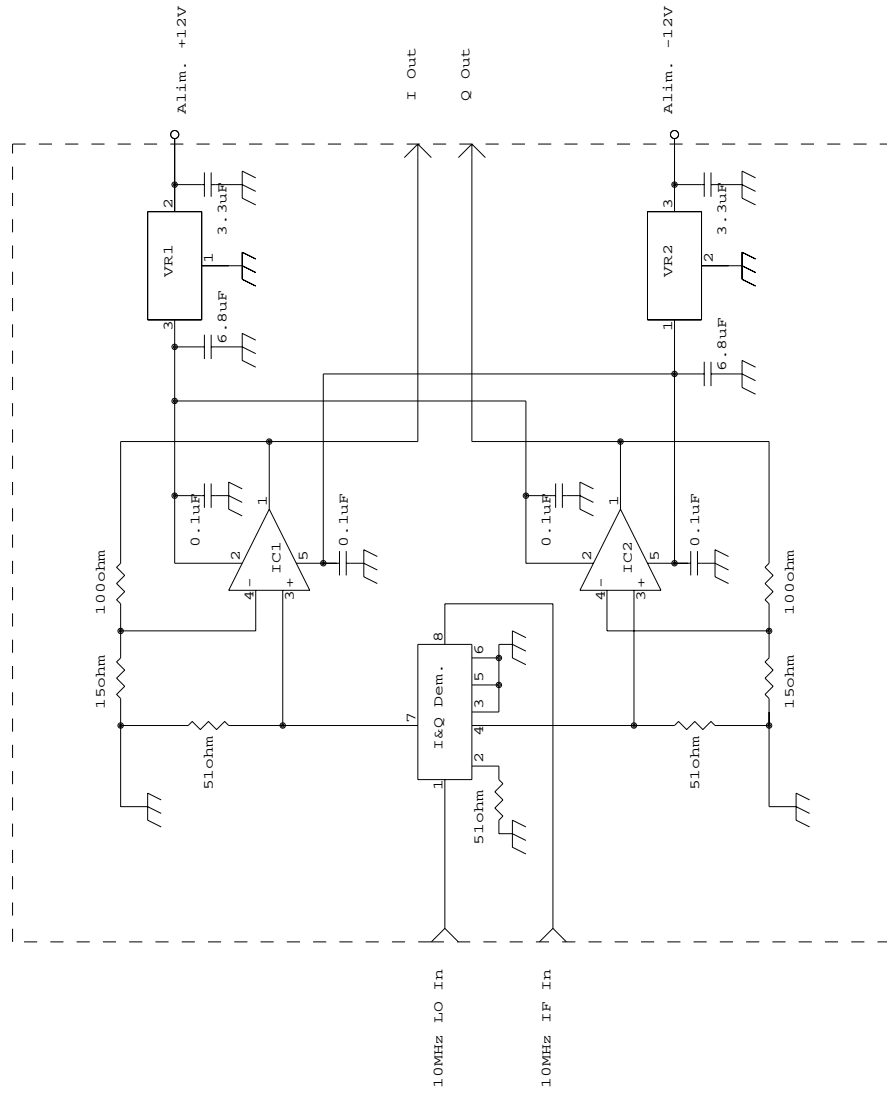 Alim. +12V
I Out
Q Out
Alim. -12V
2
3.3uF
VR1
1
3
6.8uF
3
3.3uF
VR2
2
1
6.8uF
100ohm
15ohm
51ohm
0.1uF
2
1
IC1
4 -
3 +
5
0.1uF
0.1uF
2
1
IC2
4 -
3 +
5
0.1uF
100ohm
15ohm
51ohm
7
8
I&Q Dem.
6
5
3
4
2
1
51ohm
10MHz LO In
10MHz IF In